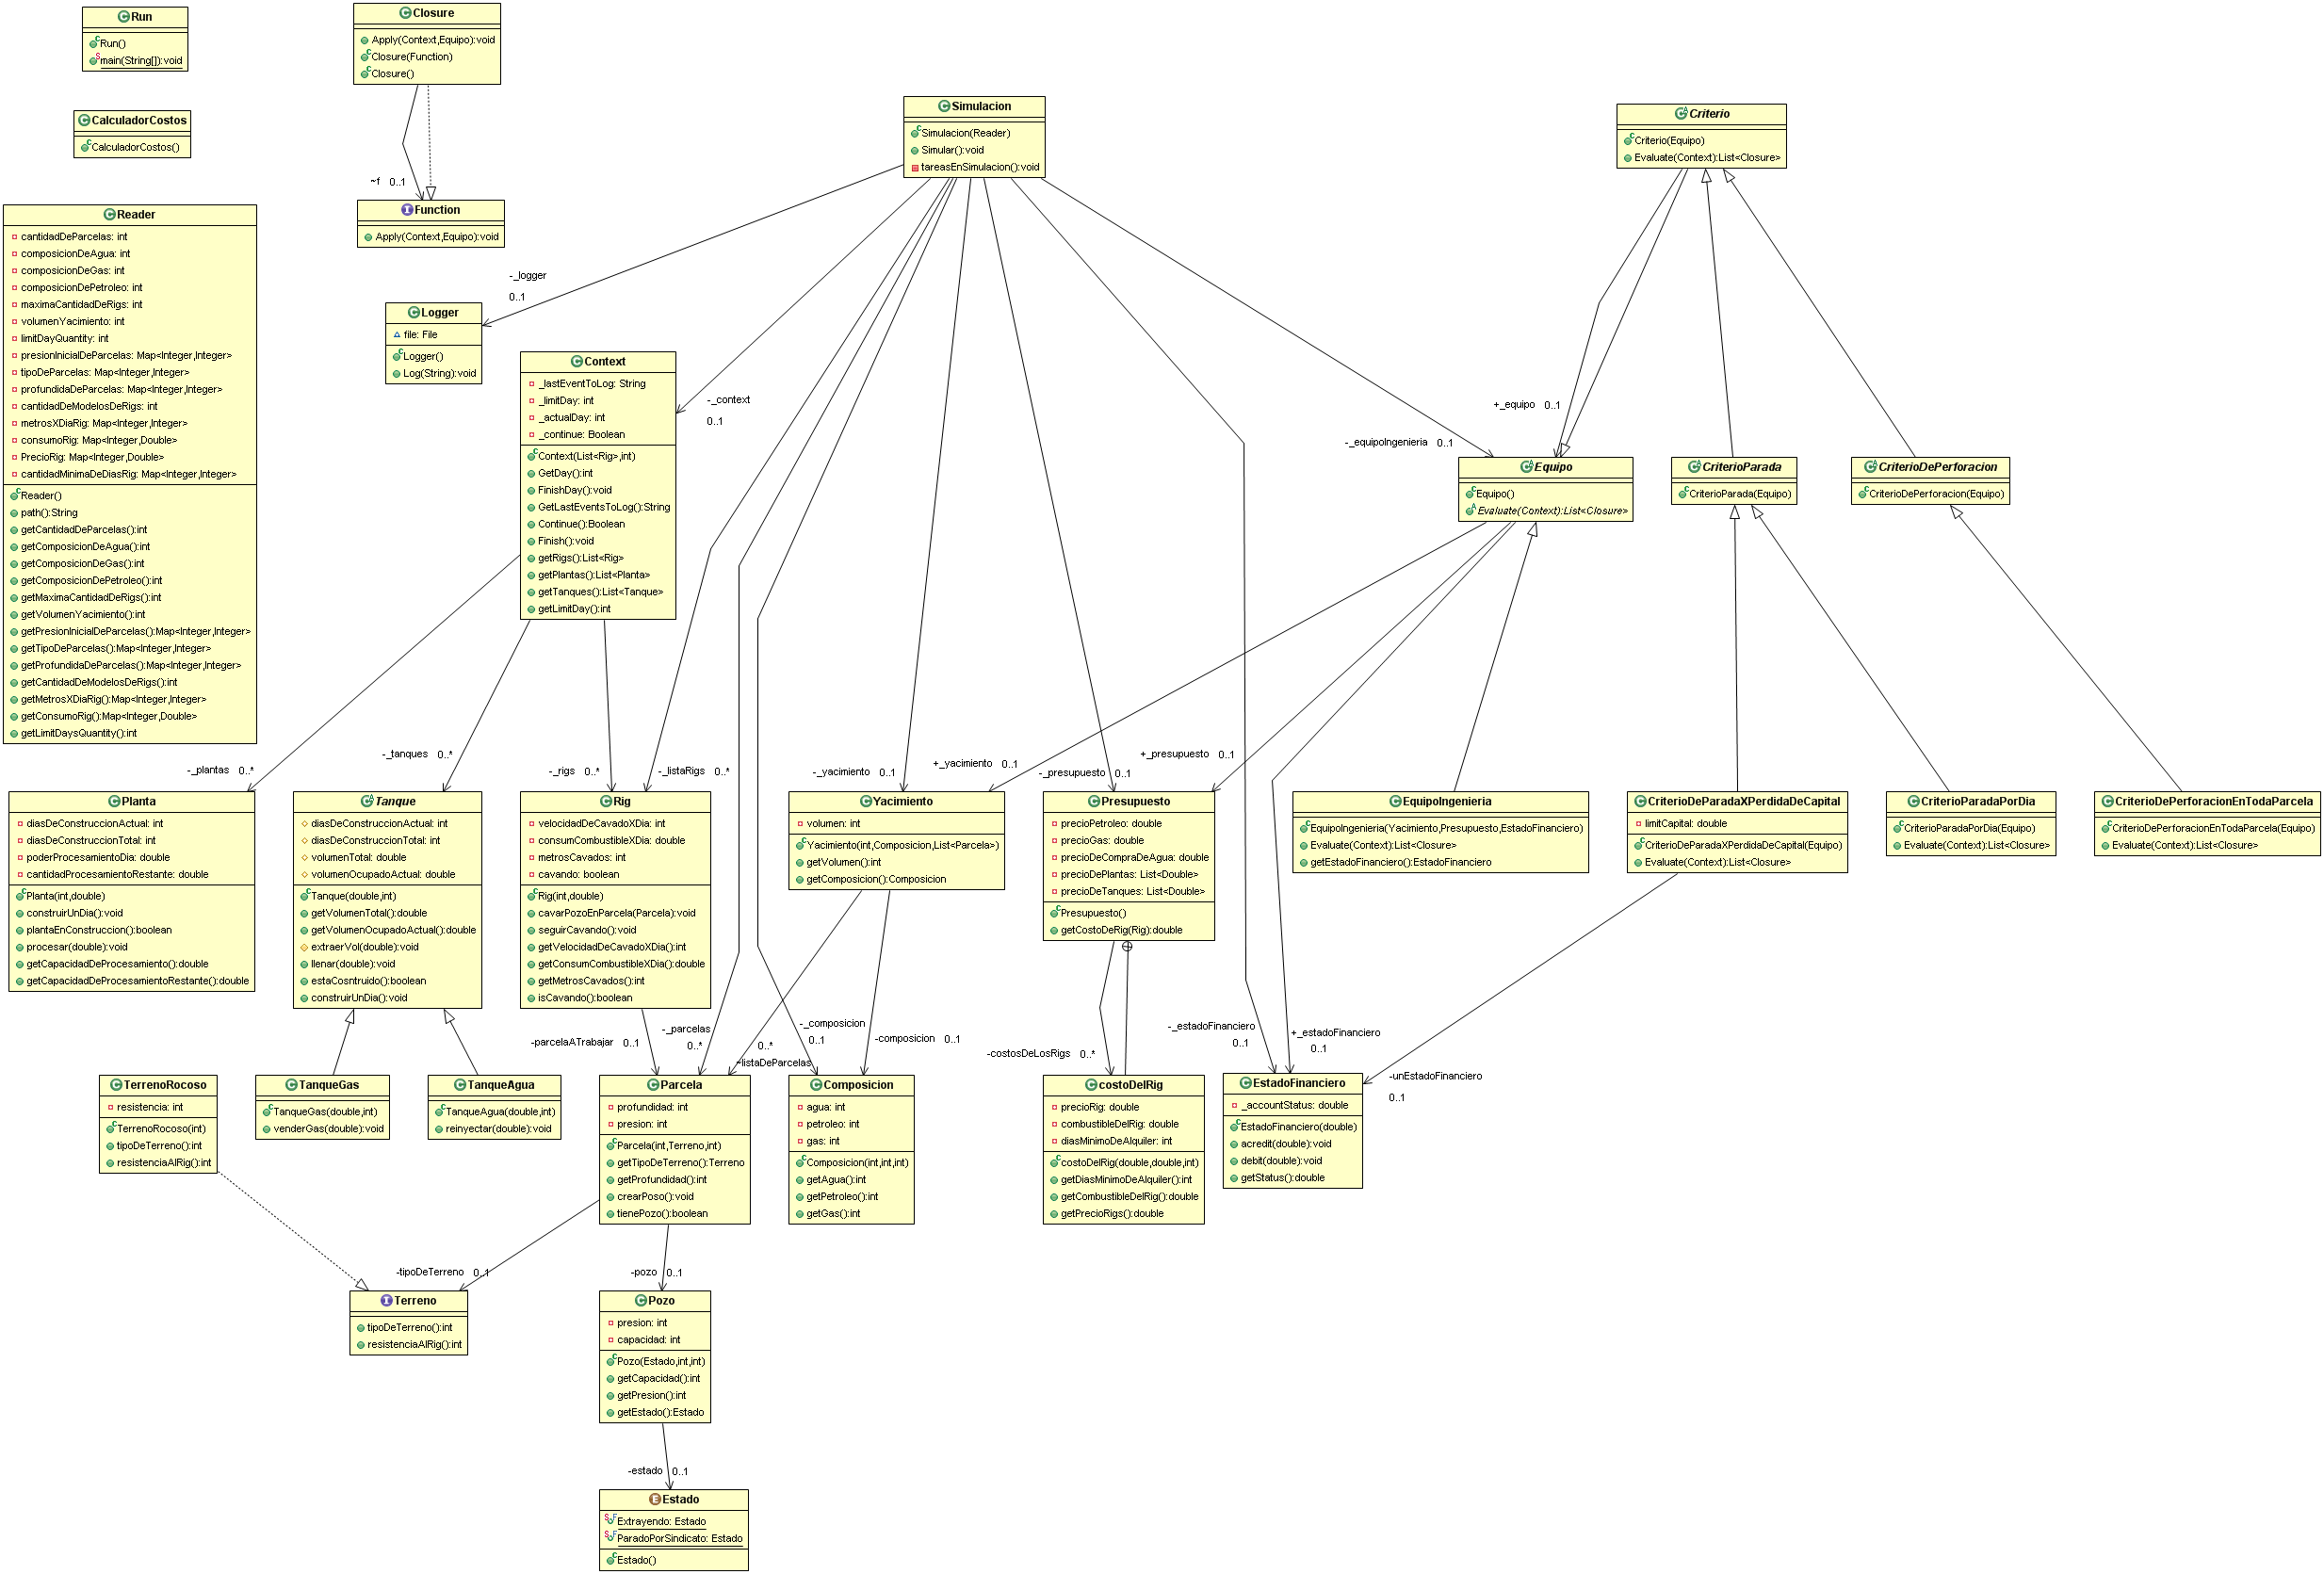 Run
Run()
main(String[]):void
Closure
Apply(Context,Equipo):void
Closure(Function)
Closure()
CalculadorCostos
CalculadorCostos()
~f 0..1
Function
Apply(Context,Equipo):void
Simulacion
Simulacion(Reader)
Simular():void
tareasEnSimulacion():void
Criterio
Criterio(Equipo)
Evaluate(Context):List<Closure>
Reader
cantidadDeParcelas: int
composicionDeAgua: int
composicionDeGas: int
composicionDePetroleo: int
maximaCantidadDeRigs: int
volumenYacimiento: int
limitDayQuantity: int
presionInicialDeParcelas: Map<Integer,Integer>
tipoDeParcelas: Map<Integer,Integer>
profundidaDeParcelas: Map<Integer,Integer>
cantidadDeModelosDeRigs: int
metrosXDiaRig: Map<Integer,Integer>
consumoRig: Map<Integer,Double>
PrecioRig: Map<Integer,Double>
cantidadMinimaDeDiasRig: Map<Integer,Integer>
Reader()
path():String
getCantidadDeParcelas():int
getComposicionDeAgua():int
getComposicionDeGas():int
getComposicionDePetroleo():int
getMaximaCantidadDeRigs():int
getVolumenYacimiento():int
getPresionInicialDeParcelas():Map<Integer,Integer>
getTipoDeParcelas():Map<Integer,Integer>
getProfundidaDeParcelas():Map<Integer,Integer>
getCantidadDeModelosDeRigs():int
getMetrosXDiaRig():Map<Integer,Integer>
getConsumoRig():Map<Integer,Double>
getLimitDaysQuantity():int
-_logger
0..1
Logger
file: File
Logger()
Log(String):void
Context
_lastEventToLog: String
_limitDay: int
_actualDay: int
_continue: Boolean
Context(List<Rig>,int)
GetDay():int
FinishDay():void
GetLastEventsToLog():String
Continue():Boolean
Finish():void
getRigs():List<Rig>
getPlantas():List<Planta>
getTanques():List<Tanque>
getLimitDay():int
-_context
0..1
+_equipo 0..1
-_equipoIngenieria 0..1
Equipo
Equipo()
Evaluate(Context):List<Closure>
CriterioParada
CriterioParada(Equipo)
CriterioDePerforacion
CriterioDePerforacion(Equipo)
-_plantas 0..*
-_tanques 0..*
-_rigs 0..*
-_listaRigs 0..*
-_yacimiento 0..1
+_yacimiento 0..1
-_presupuesto 0..1
+_presupuesto 0..1
Planta
diasDeConstruccionActual: int
diasDeConstruccionTotal: int
poderProcesamientoDia: double
cantidadProcesamientoRestante: double
Planta(int,double)
construirUnDia():void
plantaEnConstruccion():boolean
procesar(double):void
getCapacidadDeProcesamiento():double
getCapacidadDeProcesamientoRestante():double
Tanque
diasDeConstruccionActual: int
diasDeConstruccionTotal: int
volumenTotal: double
volumenOcupadoActual: double
Tanque(double,int)
getVolumenTotal():double
getVolumenOcupadoActual():double
extraerVol(double):void
llenar(double):void
estaCosntruido():boolean
construirUnDia():void
Rig
velocidadDeCavadoXDia: int
consumCombustibleXDia: double
metrosCavados: int
cavando: boolean
Rig(int,double)
cavarPozoEnParcela(Parcela):void
seguirCavando():void
getVelocidadDeCavadoXDia():int
getConsumCombustibleXDia():double
getMetrosCavados():int
isCavando():boolean
Yacimiento
volumen: int
Yacimiento(int,Composicion,List<Parcela>)
getVolumen():int
getComposicion():Composicion
Presupuesto
precioPetroleo: double
precioGas: double
precioDeCompraDeAgua: double
precioDePlantas: List<Double>
precioDeTanques: List<Double>
Presupuesto()
getCostoDeRig(Rig):double
EquipoIngenieria
EquipoIngenieria(Yacimiento,Presupuesto,EstadoFinanciero)
Evaluate(Context):List<Closure>
getEstadoFinanciero():EstadoFinanciero
CriterioDeParadaXPerdidaDeCapital
limitCapital: double
CriterioDeParadaXPerdidaDeCapital(Equipo)
Evaluate(Context):List<Closure>
CriterioParadaPorDia
CriterioParadaPorDia(Equipo)
Evaluate(Context):List<Closure>
CriterioDePerforacionEnTodaParcela
CriterioDePerforacionEnTodaParcela(Equipo)
Evaluate(Context):List<Closure>
-parcelaATrabajar 0..1
-_parcelas
0..*
0..*
~listaDeParcelas
-_composicion
0..1
-composicion 0..1
-costosDeLosRigs 0..*
-_estadoFinanciero
0..1
+_estadoFinanciero
0..1
-unEstadoFinanciero
0..1
TerrenoRocoso
resistencia: int
TerrenoRocoso(int)
tipoDeTerreno():int
resistenciaAlRig():int
TanqueGas
TanqueGas(double,int)
venderGas(double):void
TanqueAgua
TanqueAgua(double,int)
reinyectar(double):void
Parcela
profundidad: int
presion: int
Parcela(int,Terreno,int)
getTipoDeTerreno():Terreno
getProfundidad():int
crearPoso():void
tienePozo():boolean
Composicion
agua: int
petroleo: int
gas: int
Composicion(int,int,int)
getAgua():int
getPetroleo():int
getGas():int
costoDelRig
precioRig: double
combustibleDelRig: double
diasMinimoDeAlquiler: int
costoDelRig(double,double,int)
getDiasMinimoDeAlquiler():int
getCombustibleDelRig():double
getPrecioRigs():double
EstadoFinanciero
_accountStatus: double
EstadoFinanciero(double)
acredit(double):void
debit(double):void
getStatus():double
-tipoDeTerreno 0..1
-pozo 0..1
Terreno
tipoDeTerreno():int
resistenciaAlRig():int
Pozo
presion: int
capacidad: int
Pozo(Estado,int,int)
getCapacidad():int
getPresion():int
getEstado():Estado
-estado 0..1
Estado
Extrayendo: Estado
ParadoPorSindicato: Estado
Estado()